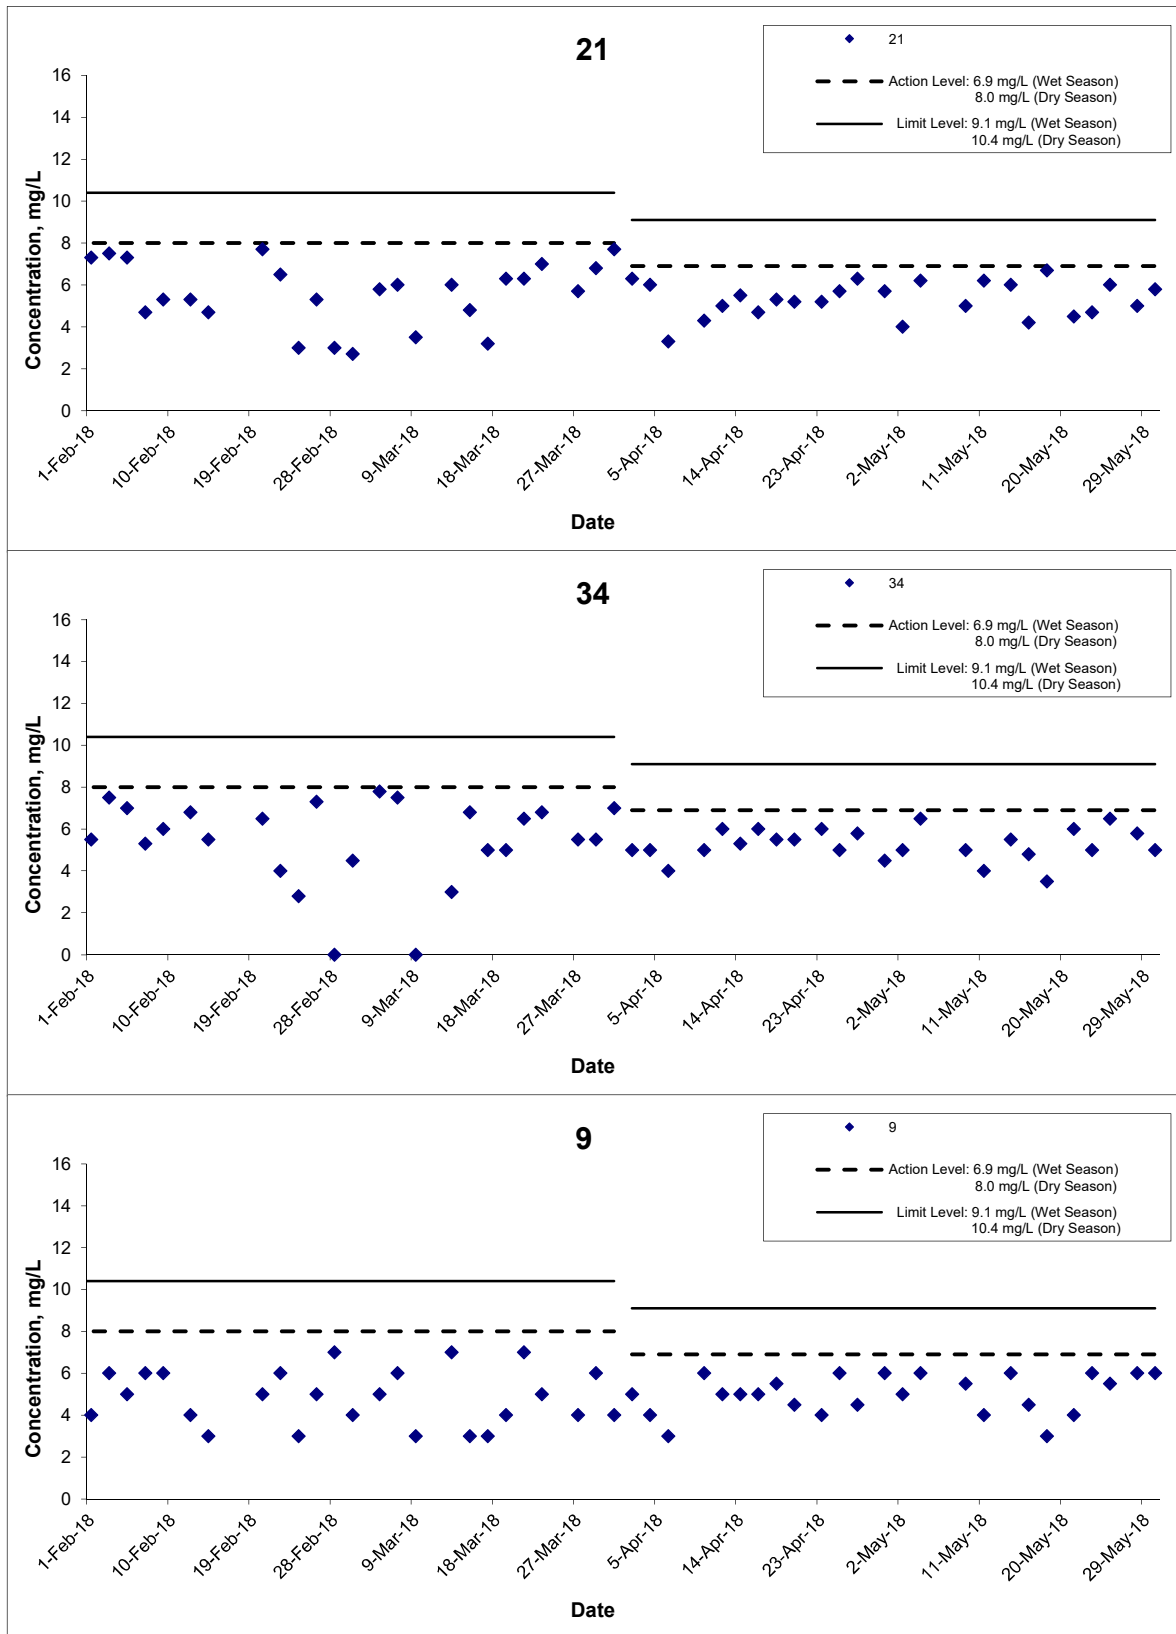 21
21
Action Level: 6.9 mg/L (Wet Season)
8.0 mg/L (Dry Season)
Limit Level: 9.1 mg/L (Wet Season)
10.4 mg/L (Dry Season)
Concentration, mg/L
16
14
12
10
8
6
4
2
0
1-Feb-18
10-Feb-18
19-Feb-18
28-Feb-18
9-Mar-18
18-Mar-18
27-Mar-18
5-Apr-18
14-Apr-18
23-Apr-18
2-May-18
11-May-18
20-May-18
29-May-18
Date
34
34
Action Level: 6.9 mg/L (Wet Season)
8.0 mg/L (Dry Season)
Limit Level: 9.1 mg/L (Wet Season)
10.4 mg/L (Dry Season)
Concentration, mg/L
16
14
12
10
8
6
4
2
0
1-Feb-18
10-Feb-18
19-Feb-18
28-Feb-18
9-Mar-18
18-Mar-18
27-Mar-18
5-Apr-18
14-Apr-18
23-Apr-18
2-May-18
11-May-18
20-May-18
29-May-18
Date
9
9
Action Level: 6.9 mg/L (Wet Season)
8.0 mg/L (Dry Season)
Limit Level: 9.1 mg/L (Wet Season)
10.4 mg/L (Dry Season)
Concentration, mg/L
16
14
12
10
8
6
4
2
0
1-Feb-18
10-Feb-18
19-Feb-18
28-Feb-18
9-Mar-18
18-Mar-18
27-Mar-18
5-Apr-18
14-Apr-18
23-Apr-18
2-May-18
11-May-18
20-May-18
29-May-18
Date